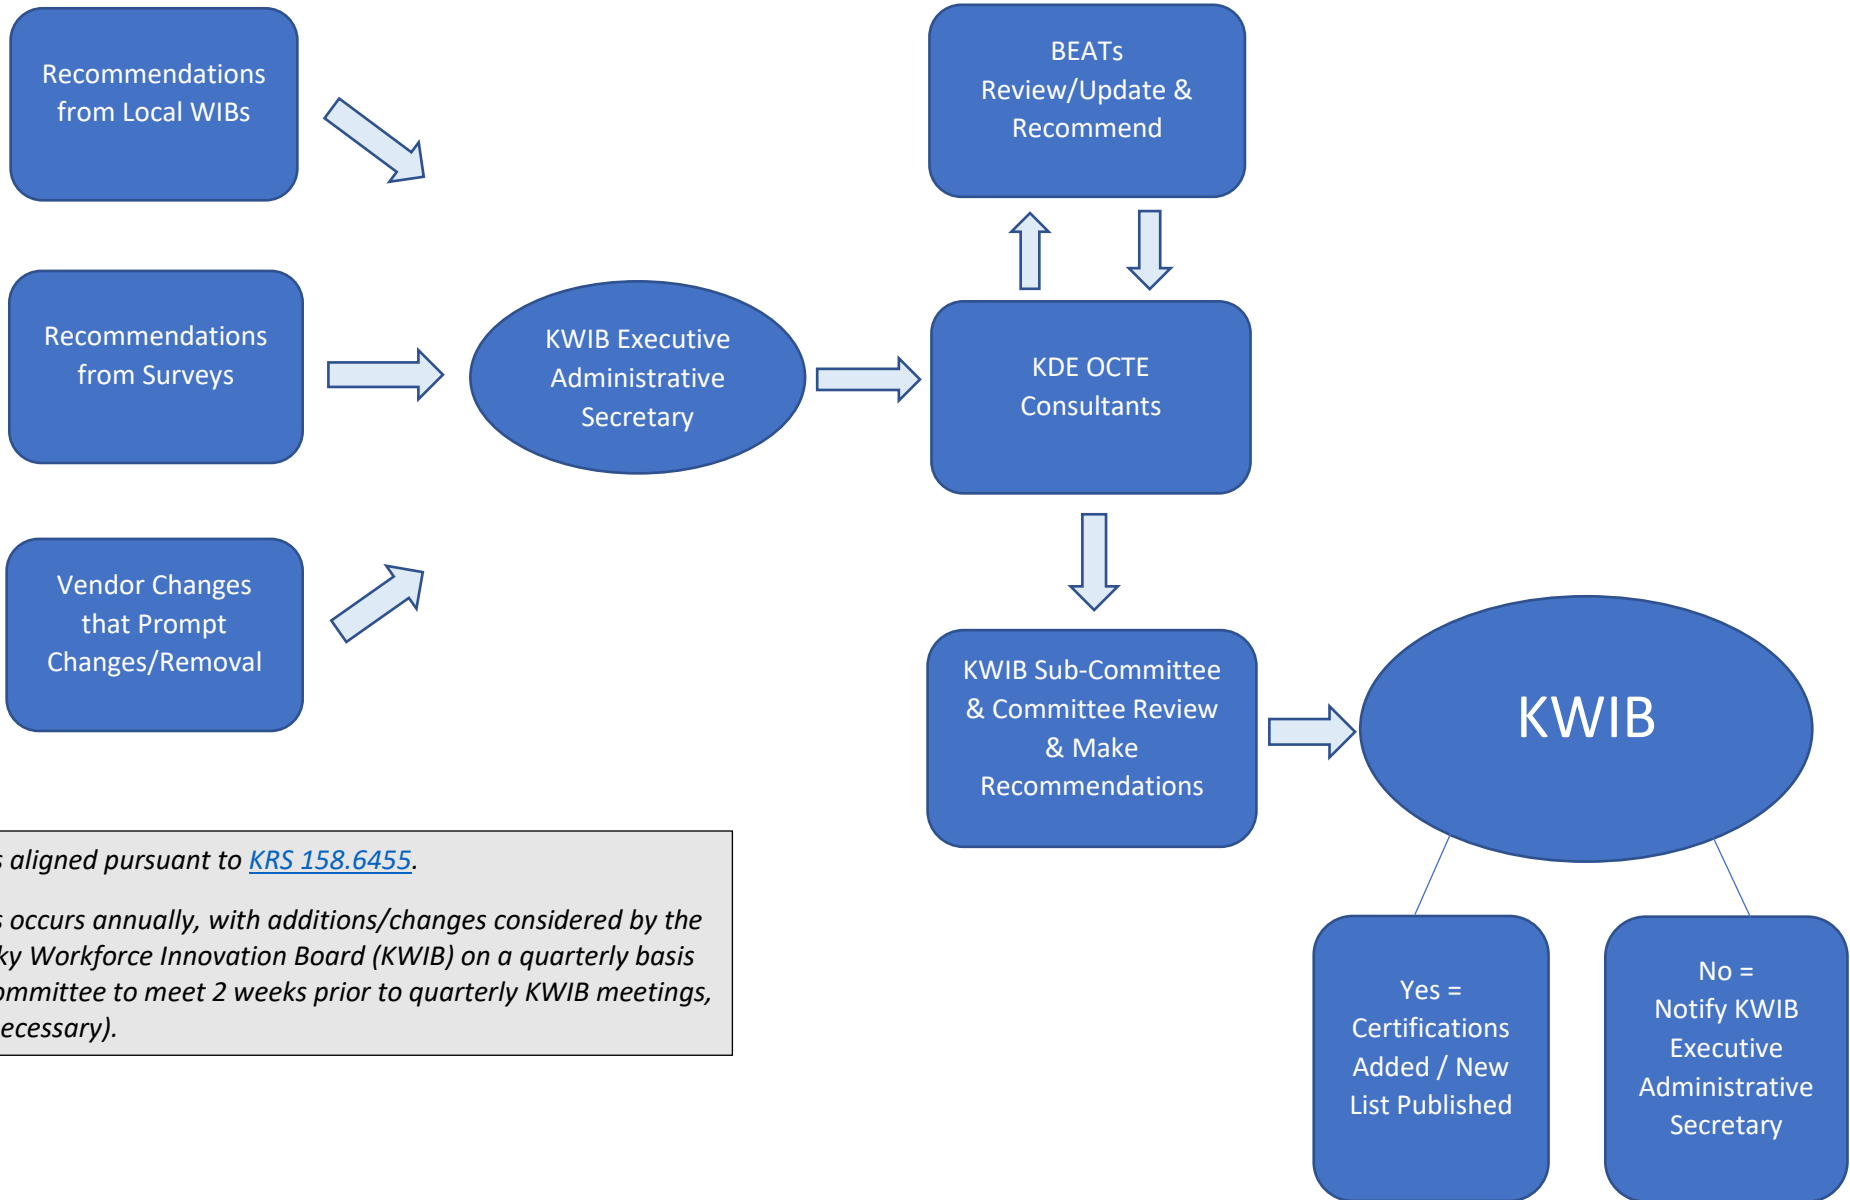 Recommendations
from Local WIBs
BEATs
Review/Update &
Recommend
Recommendations
from Surveys
KWIB Executive
Administrative
Secretary
KDE OCTE
Consultants
Vendor Changes
that Prompt
Changes/Removal
KWIB Sub-Committee
& Committee Review
& Make
Recommendations
KWIB
aligned pursuant to KRS 158.6455.
occurs annually, with additions/changes considered by the
Workforce Innovation Board (KWIB) on a quarterly basis
to meet 2 weeks prior to quarterly KWIB meetings,
Yes =
Certifications
Added / New
List Published
No =
Notify KWIB
Executive
Administrative
Secretary